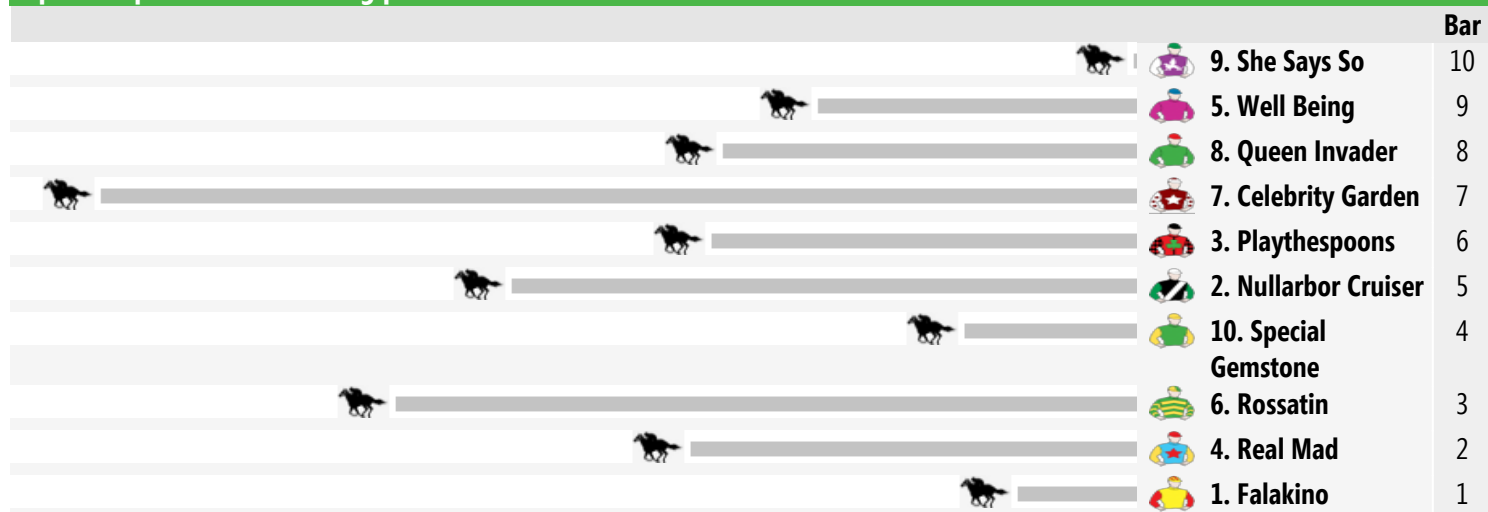 Bar
9. She Says So 10
5. Well Being 9
8. Queen Invader 8
7. Celebrity Garden 7
3. Playthespoons 6
2. Nullarbor Cruiser 5
10. Special 4
Gemstone
6. Rossatin 3
4. Real Mad 2
1. Falakino 1